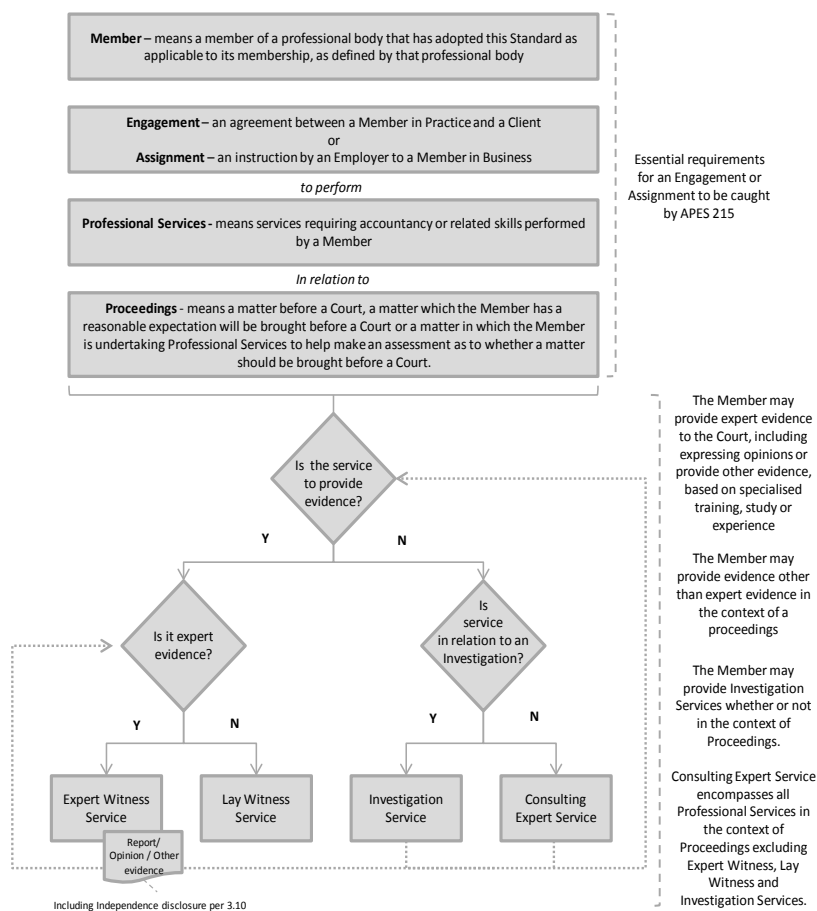 Member – means a member of a professional body that has adopted this Standard as
applicable to its membership, as defined by that professional body
Engagement – an agreement between a Member in Practice and a Client
or
Assignment – an instruction by an Employer to a Member in Business
to perform
Professional Services - means services requiring accountancy or related skills performed
by a Member
In relation to
Proceedings - means a matter before a Court, a matter which the Member has a
reasonable expectation will be brought before a Court or a matter in which the Member
is undertaking Professional Services to help make an assessment as to whether a matter
should be brought before a Court.
Essential requirements
for an Engagement or
Assignment to be caught
by APES 215
Is the service
to provide
evidence?
Y
N
Is it expert
evidence?
Is
service
in relation to an
Investigation?
Y
N
Y
N
Expert Witness
Service
Lay Witness
Service
Investigation
Service
Consulting
Expert Service
Report/
Opinion / Other
evidence
Including Independence disclosure per 3.10
The Member may
provide expert evidence
to the Court, including
expressing opinions or
provide other evidence,
based on specialised
training, study or
experience
The Member may
provide evidence other
than expert evidence in
the context of a
proceedings
The Member may
provide Investigation
Services whether or not
in the context of
Proceedings.
Consulting Expert Service
encompasses all
Professional Services in
the context of
Proceedings excluding
Expert Witness, Lay
Witness and
Investigation Services.